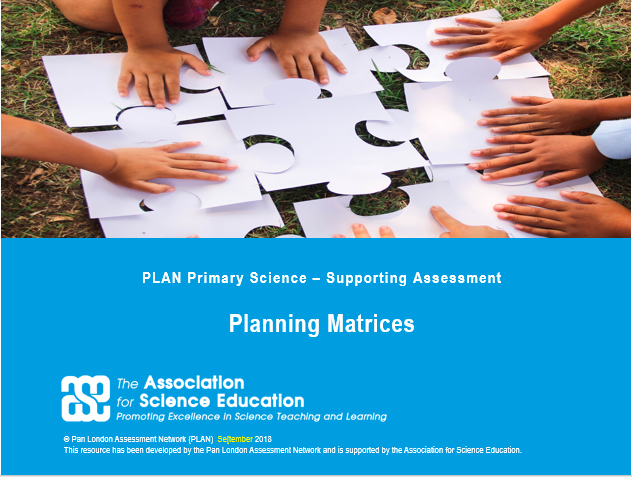 PLAN Primary Science – Supporting Assessment
Planning Matrices
The Association
for Science Education
Promoting Excellence in Science Teaching and Learning
© Pan London Assessment Network (PLAN) September 2018
This resource has been developed by the Pan London Assessment Network and is supported by the Association for Science Education.